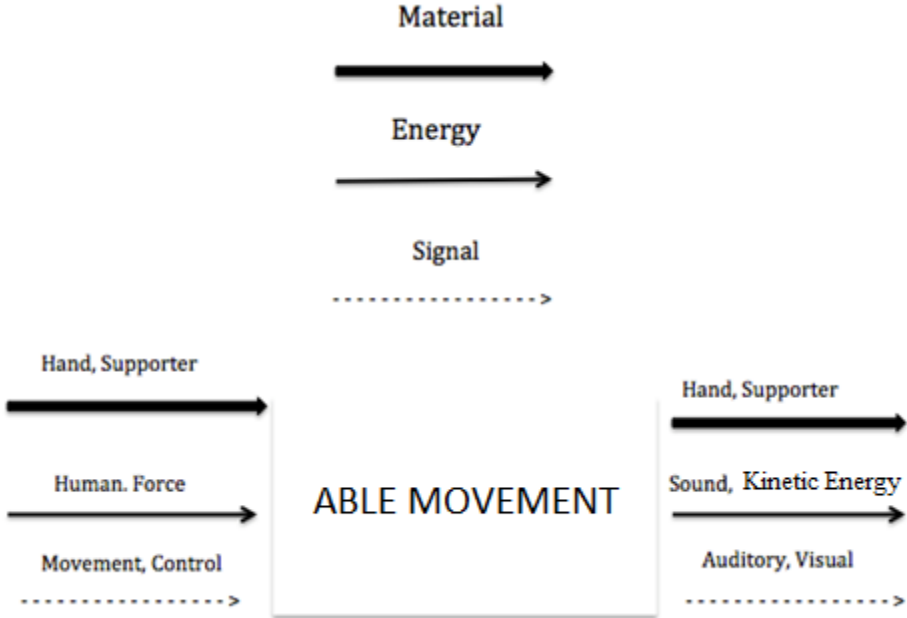 Material
Energy
Signal
Hand, Supporter
Hand, Supporter
Human. Force
ABLE MOVEMENT
Sound, Kinetic Energy
Movement, Control
Auditory, Visual